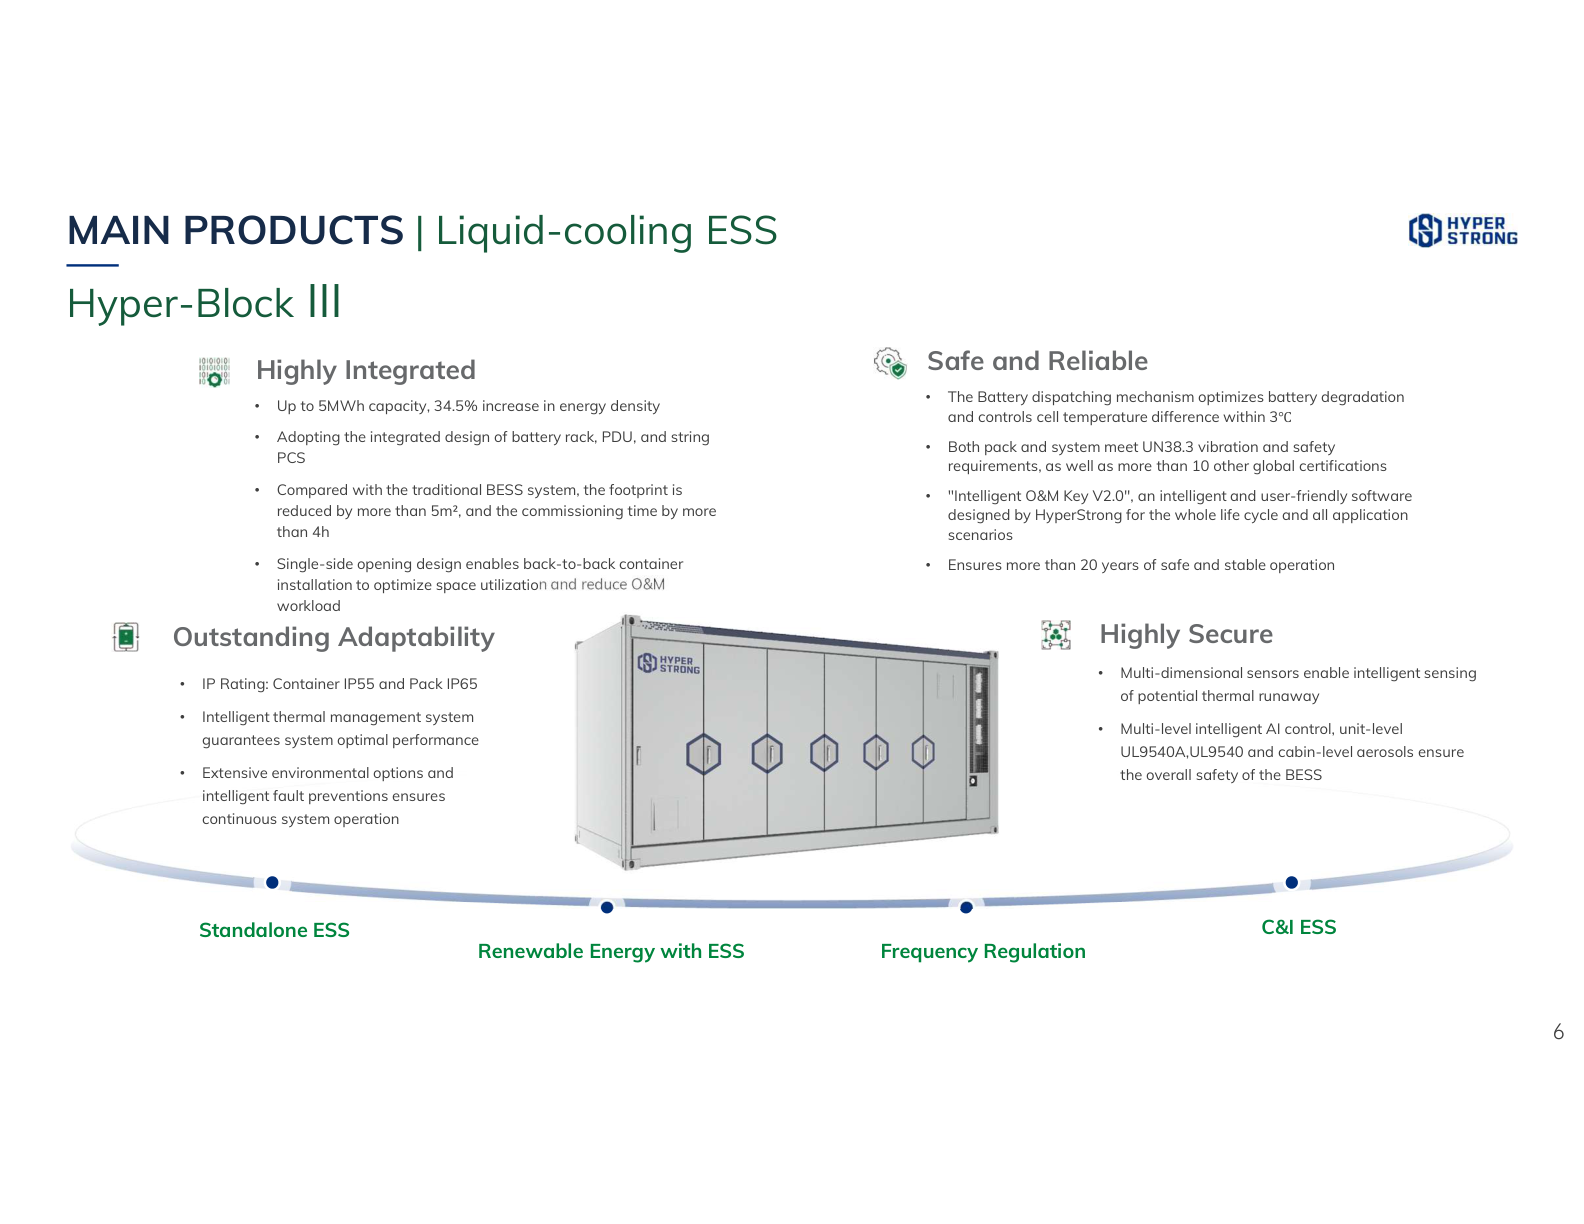 MAIN PRODUCTS | Liquid-cooling ESS
HYPER
STRONG
Hyper-Block III
Highly Integrated
• Up to 5MWh capacity, 34.5% increase in energy density
• Adopting the integrated design of battery rack, PDU, and string
PCS
• Compared with the traditional BESS system, the footprint is
reduced by more than 5m², and the commissioning time by more
than 4h
• Single-side opening design enables back-to-back container
installation to optimize space utilization and reduce O&M
workload
Safe and Reliable
• The Battery dispatching mechanism optimizes battery degradation
and controls cell temperature difference within 3℃
• Both pack and system meet UN38.3 vibration and safety
requirements, as well as more than 10 other global certifications
• "Intelligent O&M Key V2.0", an intelligent and user-friendly software
designed by HyperStrong for the whole life cycle and all application
scenarios
• Ensures more than 20 years of safe and stable operation
Outstanding Adaptability
• IP Rating: Container IP55 and Pack IP65
• Intelligent thermal management system
guarantees system optimal performance
• Extensive environmental options and
intelligent fault preventions ensures
continuous system operation
HYPER
STRONG
Highly Secure
• Multi-dimensional sensors enable intelligent sensing
of potential thermal runaway
• Multi-level intelligent AI control, unit-level
UL9540A,UL9540 and cabin-level aerosols ensure
the overall safety of the BESS
Standalone ESS
Renewable Energy with ESS
Frequency Regulation
C&I ESS
6